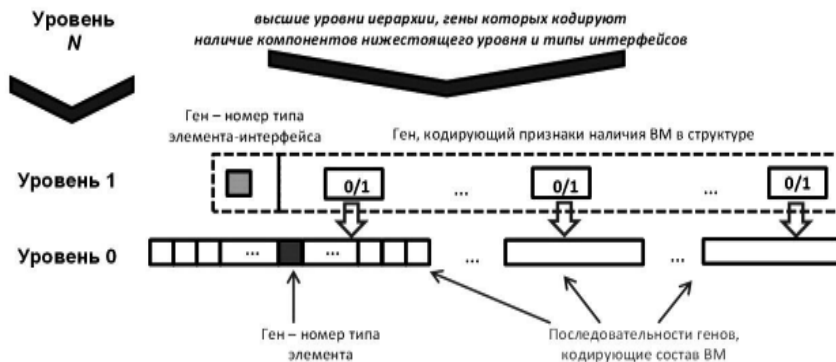 Уровень
N
высшие уровни иерархии, гены которых кодируют
наличие компонентов нижестоящего уровня и типы интерфейсов
Ген – номер типа
элемента-интерфейса
Ген, кодирующий признаки наличия ВМ в структуре
Уровень 1
0/1
...
0/1
...
0/1
Уровень 0
...
...
...
...
Ген – номер типа
элемента
Последовательности генов,
кодирующие состав ВМ